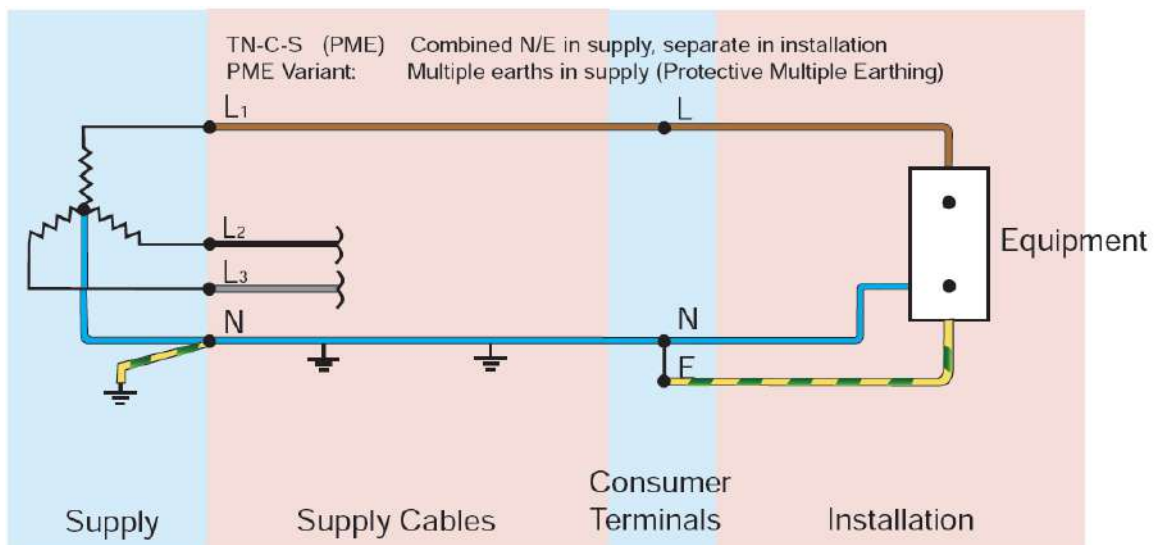 TN-C-S (PME) Combined N/E in supply, separate in installation
PME Variant: Multiple earths in supply (Protective Multiple Earthing)
L1
L
L2
Equipment
L3
N
N
E
Consumer
Supply
Supply Cables
Terminals
Installation